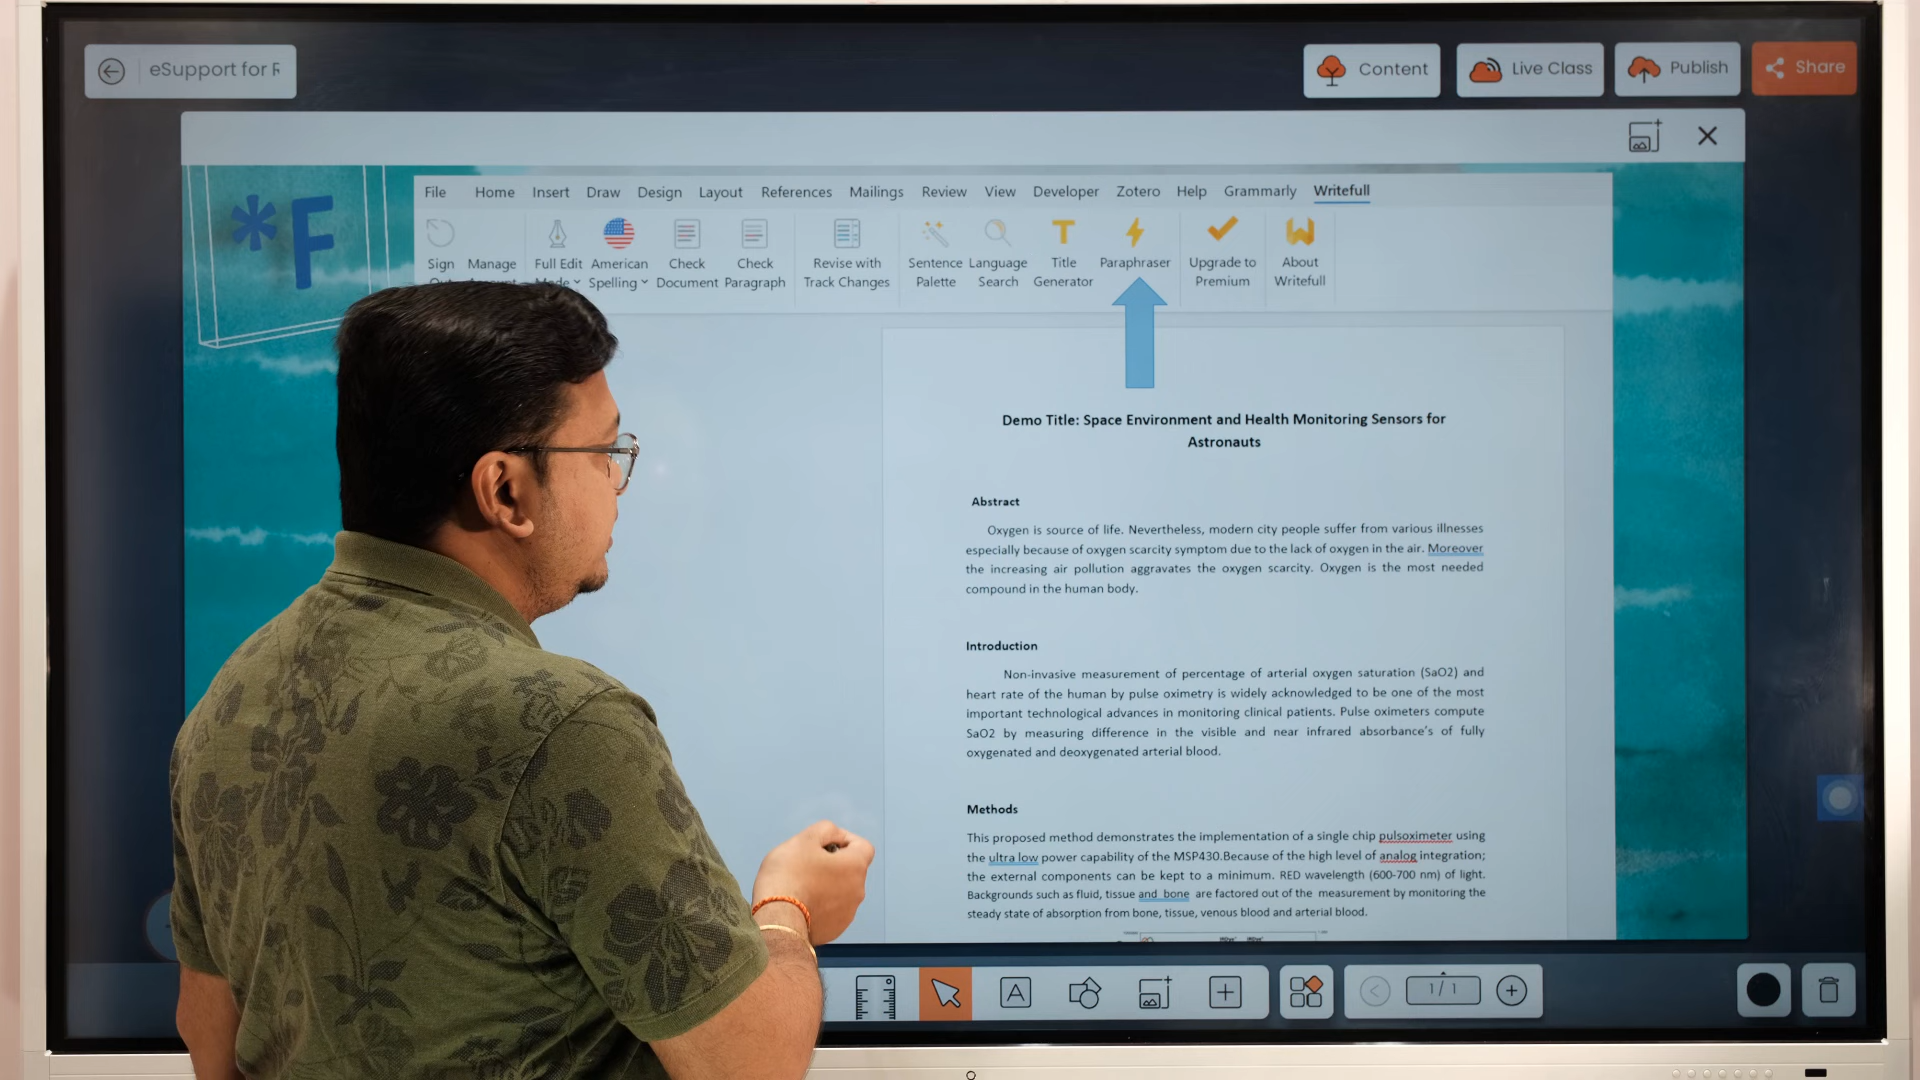 eSupport for R
Content
Live Class
Publish
Share
*F
File Home Insert Draw Design Layout References Mailings Review View Developer Zotero Help Grammarly Writefull
Sign Manage Full Edit American Check Check Revise with Sentence Language Title Paraphraser Upgrade to About
Mode Spelling Document Paragraph Track Changes Palette Search Generator Premium Writefull
Demo Title: Space Environment and Health Monitoring Sensors for
Astronauts
Abstract
Oxygen is source of life. Nevertheless, modern city people suffer from various illnesses
especially because of oxygen scarcity symptom due to the lack of oxygen in the air. Moreover
the increasing air pollution aggravates the oxygen scarcity. Oxygen is the most needed
compound in the human body.
Introduction
Non-invasive measurement of percentage of arterial oxygen saturation (SaO2) and
heart rate of the human by pulse oximetry is widely acknowledged to be one of the most
important technological advances in monitoring clinical patients. Pulse oximeters compute
SaO2 by measuring difference in the visible and near infrared absorbance's of fully
oxygenated and deoxygenated arterial blood.
Methods
This proposed method demonstrates the implementation of a single chip pulsoximeter using
the ultra low power capability of the MSP430.Because of the high level of analog integration;
the external components can be kept to a minimum. RED wavelength (600-700 nm) of light.
Backgrounds such as fluid, tissue and bone are factored out of the measurement by monitoring the
steady state of absorption from bone, tissue, venous blood and arterial blood.
A
1/1